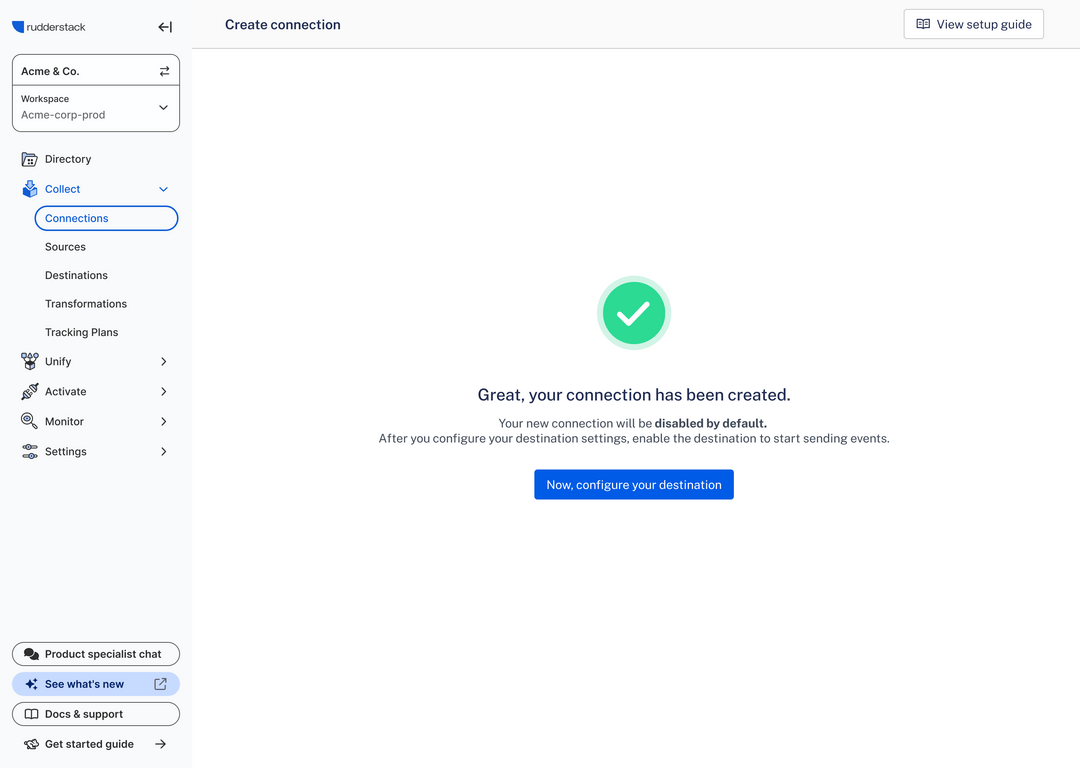 rudderstack
Create connection
View setup guide
Acme & Co.
Workspace
Acme-corp-prod
Directory
Collect
Connections
Sources
Destinations
Transformations
Tracking Plans
Unify
Activate
Monitor
Settings
Great, your connection has been created.
Your new connection will be disabled by default.
After you configure your destination settings, enable the destination to start sending events.
Now, configure your destination
Product specialist chat
See what's new
Docs & support
Get started guide